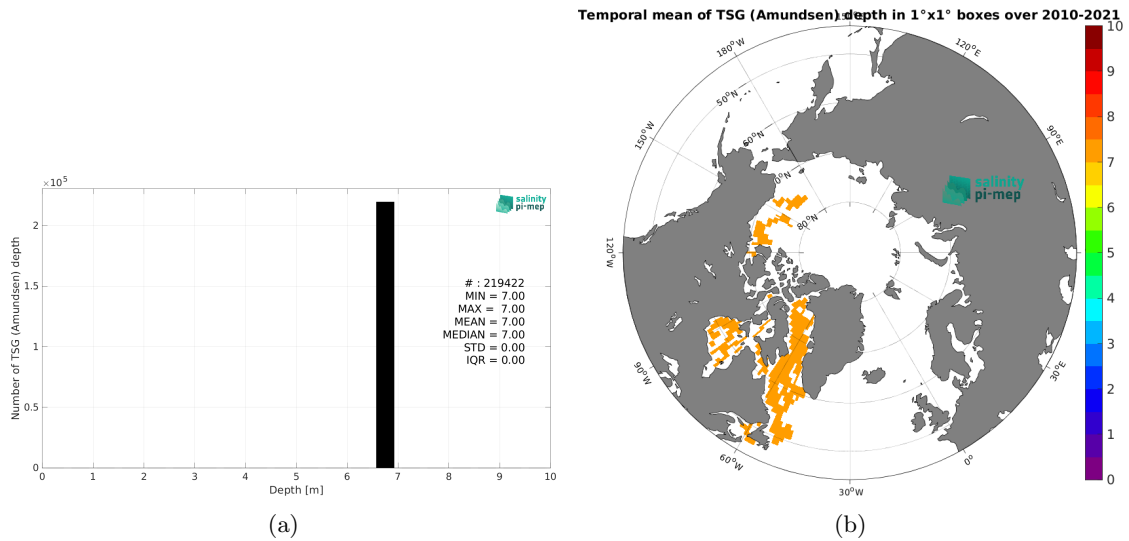 ×10⁵
salinity
pi-mep
Number of TSG (Amundsen) depth
2
1.5
1
0.5
0
# : 219422
MIN = 7.00
MAX = 7.00
MEAN = 7.00
MEDIAN = 7.00
STD = 0.00
IQR = 0.00
0 1 2 3 4 5 6 7 8 9 10
Depth [m]
(a)
Temporal mean of TSG (Amundsen) depth in 1°x1° boxes over 2010-2021
180°W
120°E
150°W
90°E
120°W
90°W
60°W
30°W
0°
30°E
50°N
60°N
80°N
salinity
pi-mep
10
9
8
7
6
5
4
3
2
1
0
(b)